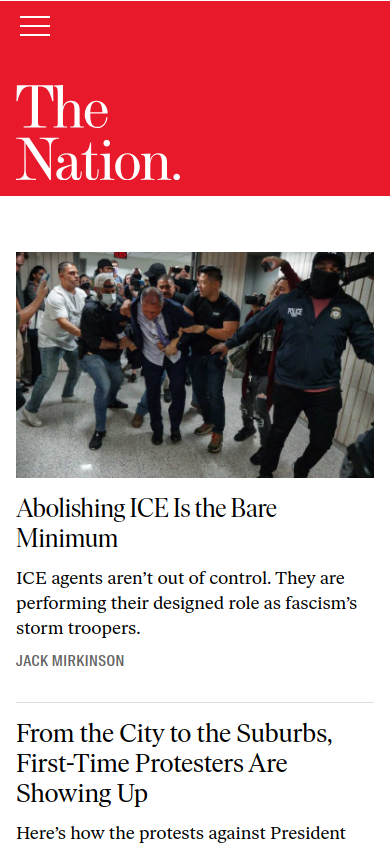 The
Nation.
POLICE
Abolishing ICE Is the Bare
Minimum
ICE agents aren’t out of control. They are
performing their designed role as fascism’s
storm troopers.
JACK MIRKINSON
From the City to the Suburbs,
First-Time Protesters Are
Showing Up
Here’s how the protests against President